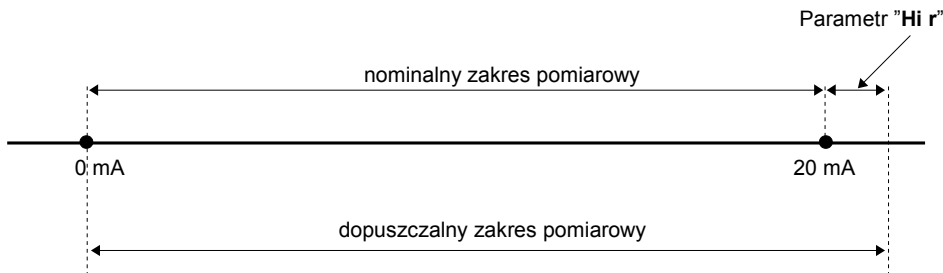 Parametr ”Hi r”
nominalny zakres pomiarowy
0 mA
20 mA
dopuszczalny zakres pomiarowy